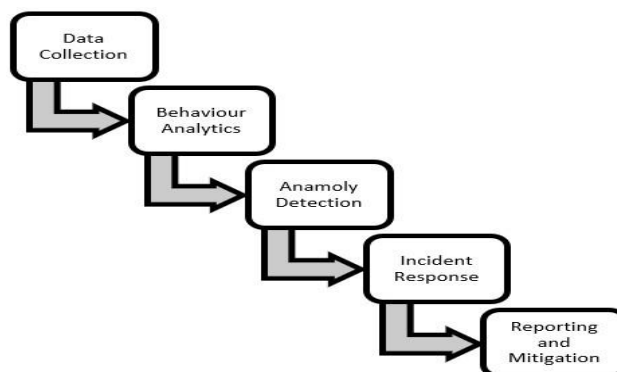 Data
Collection
Behaviour
Analytics
Anamoly
Detection
Incident
Response
Reporting
and
Mitigation